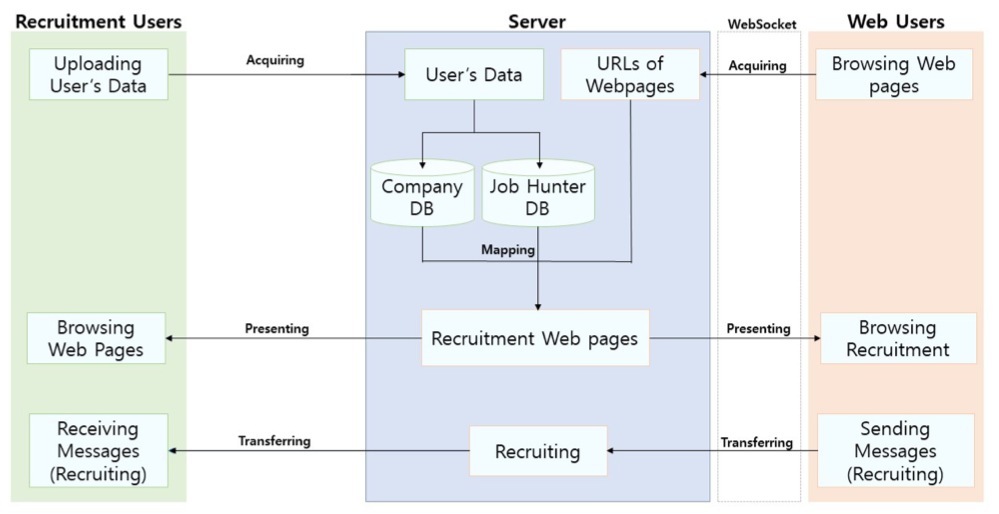 Recruitment Users
Server
WebSocket
Web Users
Uploading
User's Data
Acquiring
User's Data
URLs of
Webpages
Acquiring
Browsing Web
pages
Company
DB
Job Hunter
DB
Mapping
Browsing
Web Pages
Presenting
Recruitment Web pages
Presenting
Browsing
Recruitment
Receiving
Messages
(Recruiting)
Transferring
Recruiting
Transferring
Sending
Messages
(Recruiting)